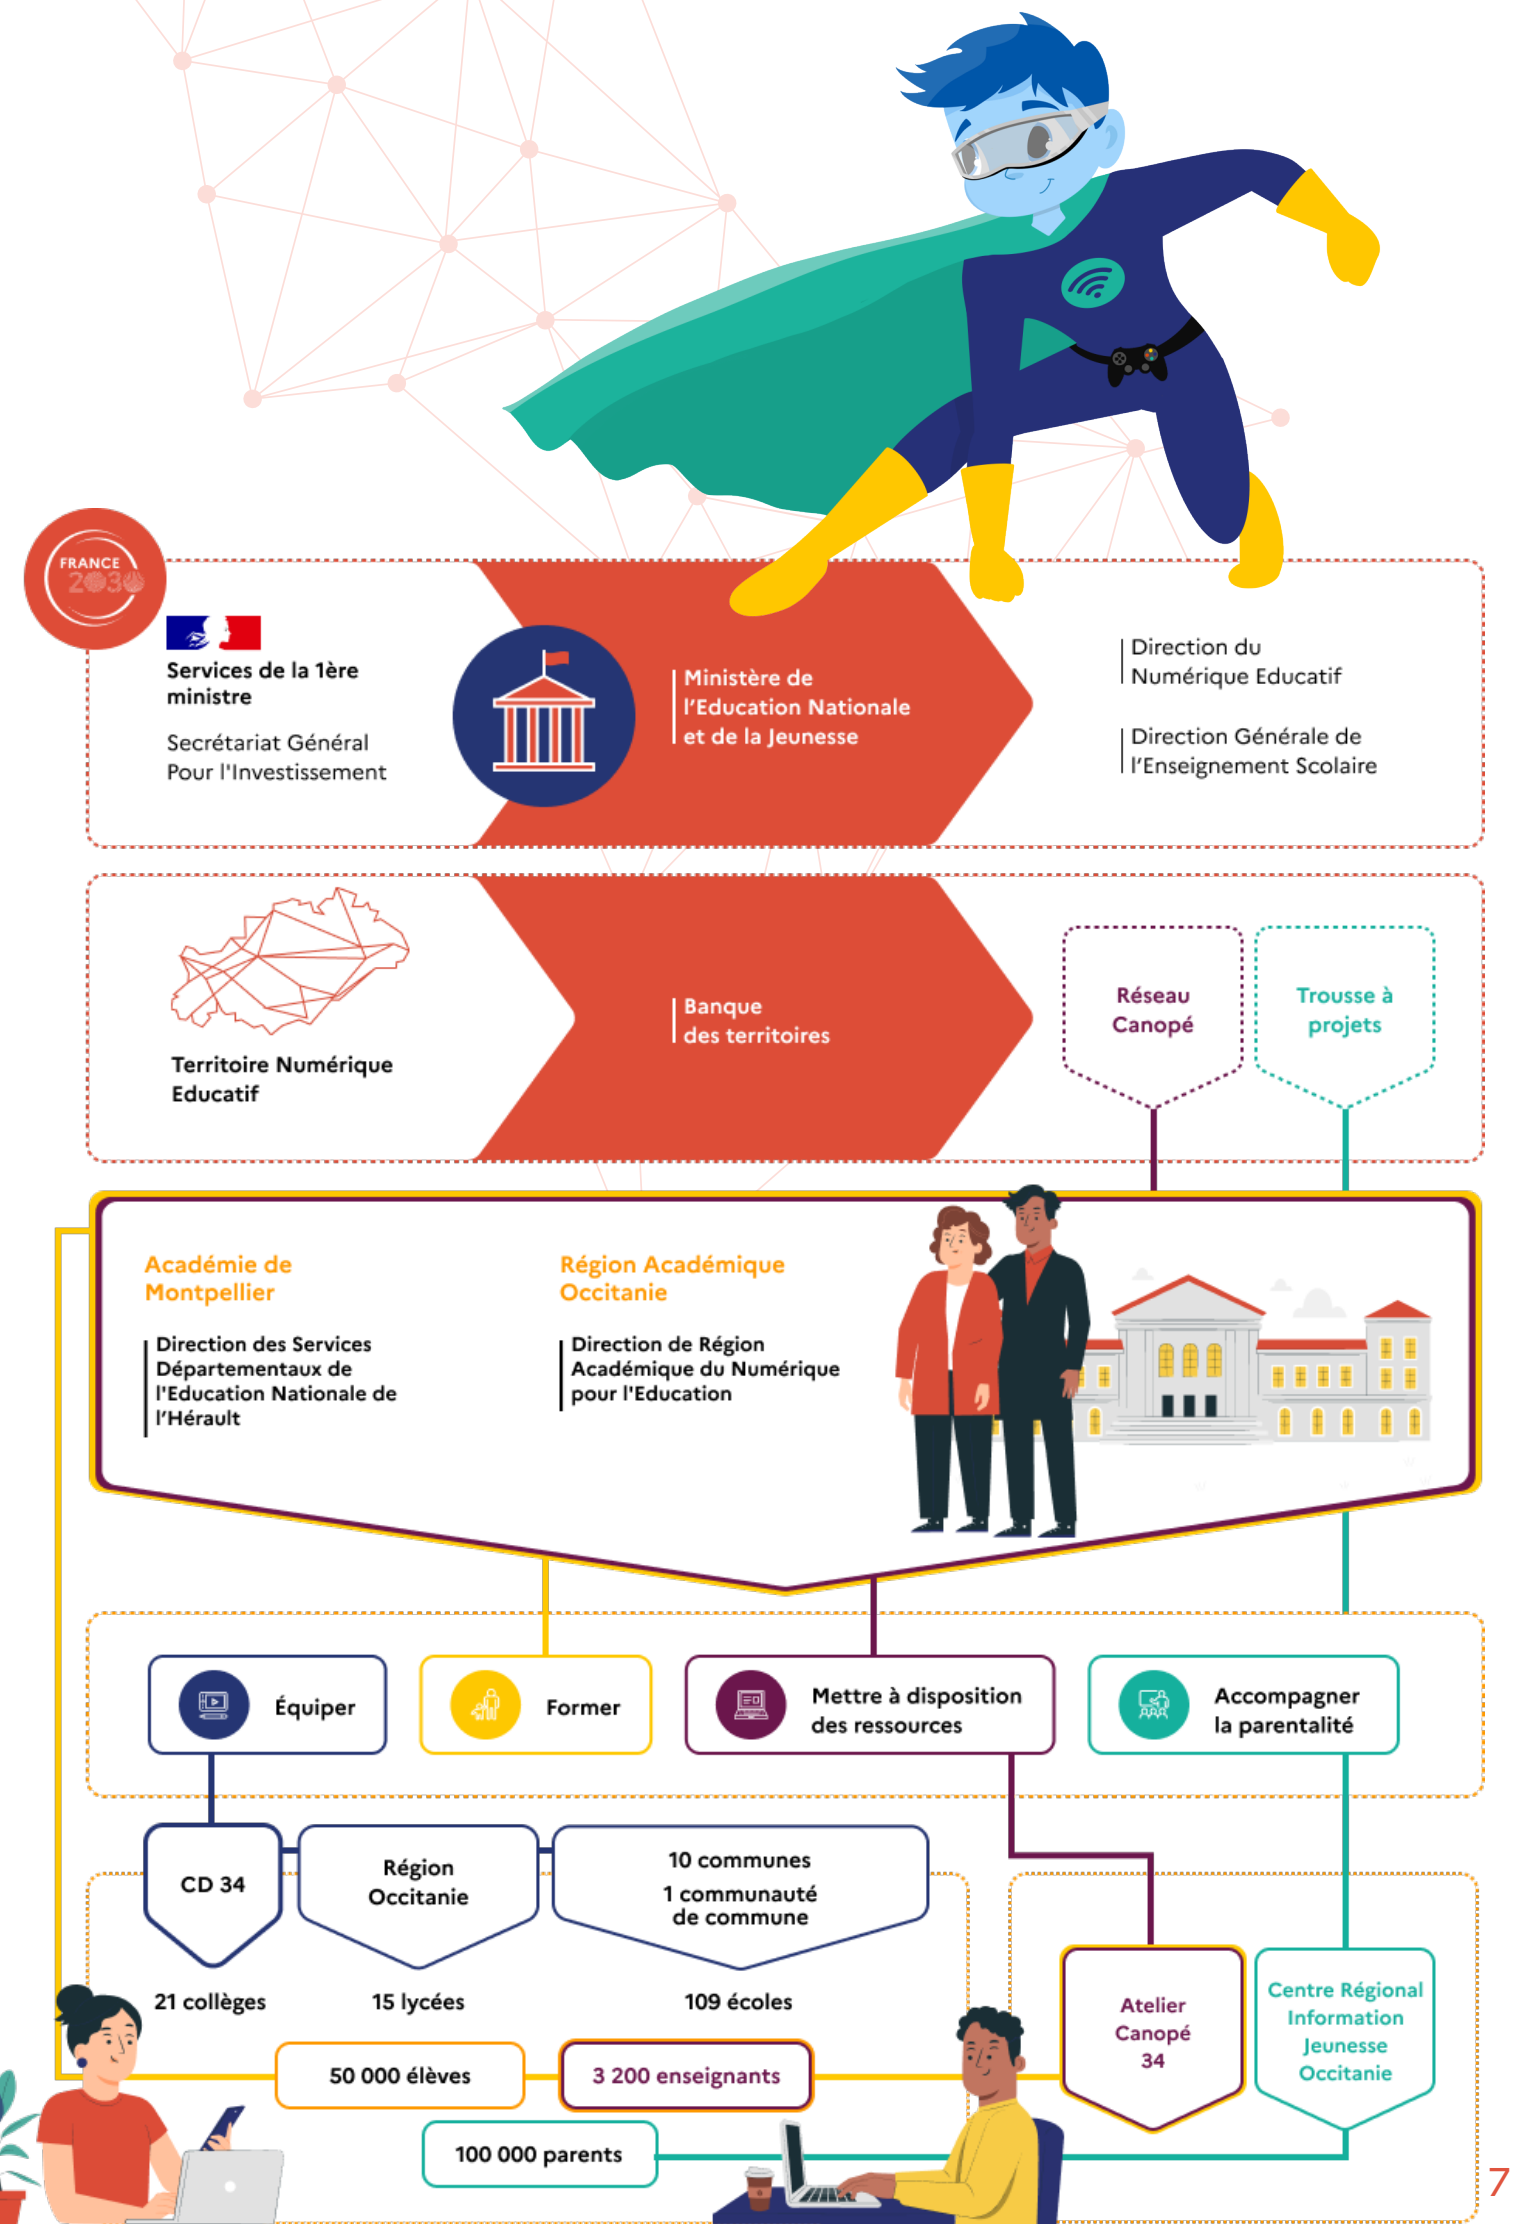 FRANCE
2030
Services de la 1ère
ministre
Secrétariat Général
Pour l'Investissement
Ministère de
l'Education Nationale
et de la Jeunesse
Direction du
Numérique Educatif
Direction Générale de
l'Enseignement Scolaire
Territoire Numérique
Educatif
Banque
des territoires
Réseau
Canopé
Trousse à
projets
Académie de
Montpellier
Direction des Services
Départementaux de
l'Education Nationale de
l'Hérault
Région Académique
Occitanie
Direction de Région
Académique du Numérique
pour l'Education
Équiper
Former
Mettre à disposition
des ressources
Accompagner
la parentalité
CD 34
Région
Occitanie
10 communes
1 communauté
de commune
21 collèges
15 lycées
109 écoles
Atelier
Canopé
34
Centre Régional
Information
Jeunesse
Occitanie
50 000 élèves
3 200 enseignants
100 000 parents
7